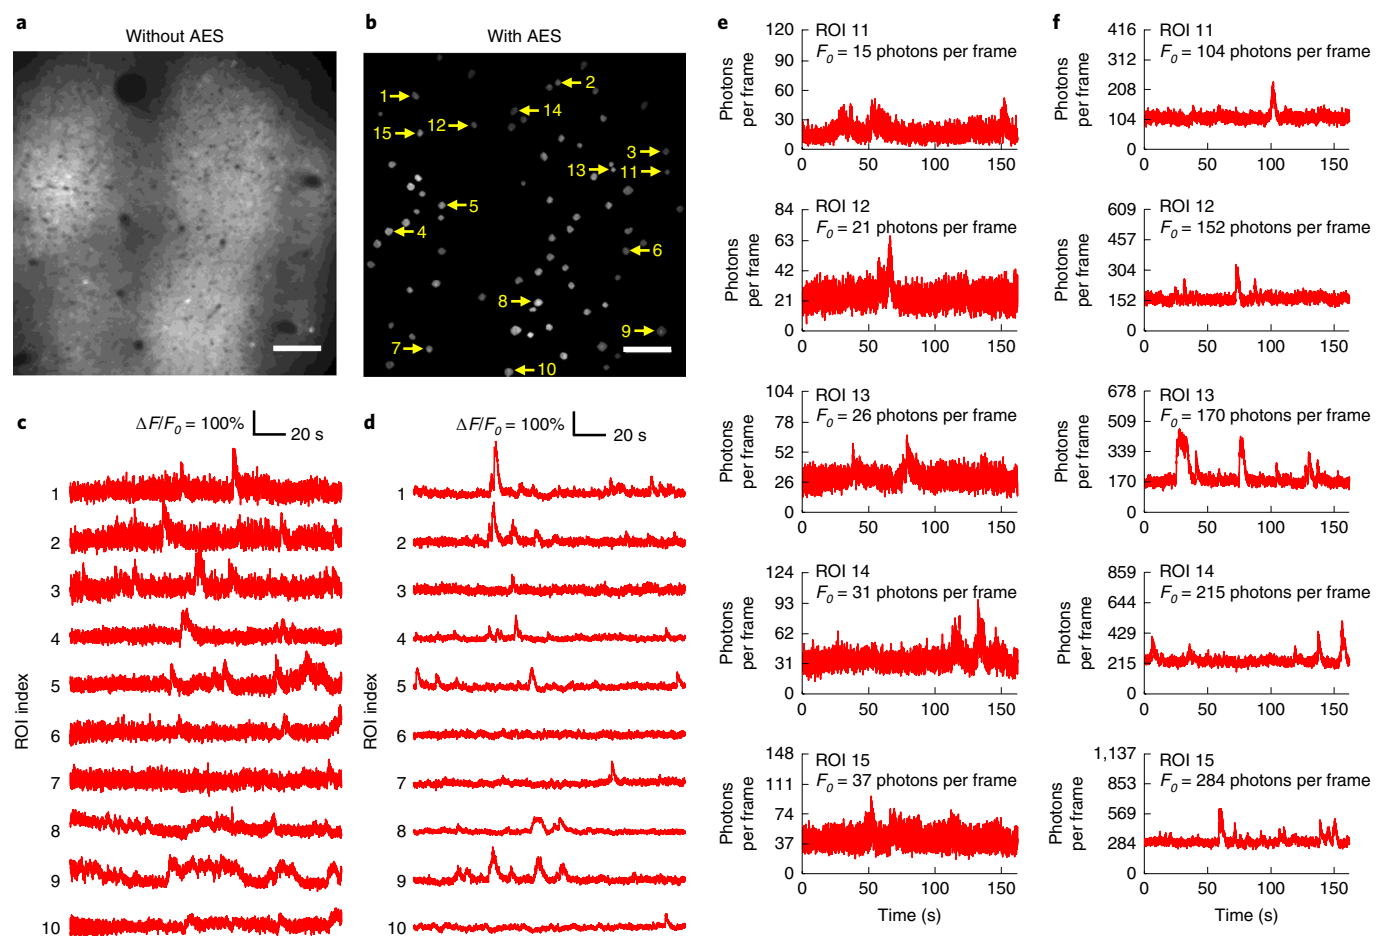 a
Without AES
b
With AES
1
2
14
12
15
3
13
11
5
4
6
8
9
7
10
c
ΔF/F0 = 100%
20 s
ROI index
1
2
3
4
5
6
7
8
9
10
d
ΔF/F0 = 100%
20 s
ROI index
1
2
3
4
5
6
7
8
9
10
e
ROI 11
F0 = 15 photons per frame
Photons
per frame
120
90
60
30
0
0 50 100 150
ROI 12
F0 = 21 photons per frame
Photons
per frame
84
63
42
21
0
0 50 100 150
ROI 13
F0 = 26 photons per frame
Photons
per frame
104
78
52
26
0
0 50 100 150
ROI 14
F0 = 31 photons per frame
Photons
per frame
124
93
62
31
0
0 50 100 150
ROI 15
F0 = 37 photons per frame
Photons
per frame
148
111
74
37
0
0 50 100 150
Time (s)
f
ROI 11
F0 = 104 photons per frame
Photons
per frame
416
312
208
104
0
0 50 100 150
ROI 12
F0 = 152 photons per frame
Photons
per frame
609
457
304
152
0
0 50 100 150
ROI 13
F0 = 170 photons per frame
Photons
per frame
678
509
339
170
0
0 50 100 150
ROI 14
F0 = 215 photons per frame
Photons
per frame
859
644
429
215
0
0 50 100 150
ROI 15
F0 = 284 photons per frame
Photons
per frame
1,137
853
569
284
0
0 50 100 150
Time (s)